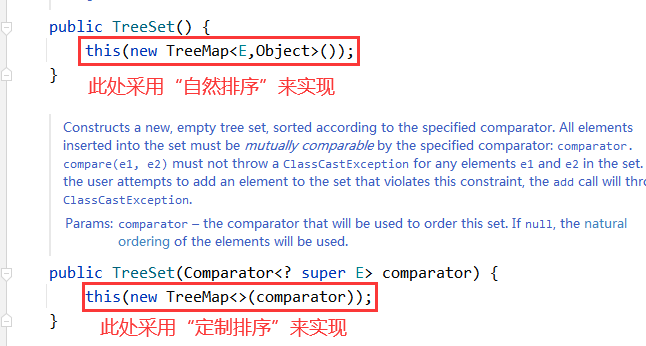 public TreeSet() {
this(new TreeMap<E,Object>());
}
此处采用“自然排序”来实现
Constructs a new, empty tree set, sorted according to the specified comparator. All elements
inserted into the set must be mutually comparable by the specified comparator: comparator.
compare(e1, e2) must not throw a ClassCastException for any elements e1 and e2 in the set.
the user attempts to add an element to the set that violates this constraint, the add call will thr
ClassCastException.
Params: comparator – the comparator that will be used to order this set. If null, the natural
ordering of the elements will be used.
public TreeSet(Comparator<? super E> comparator) {
this(new TreeMap<>(comparator));
}
此处采用“定制排序”来实现